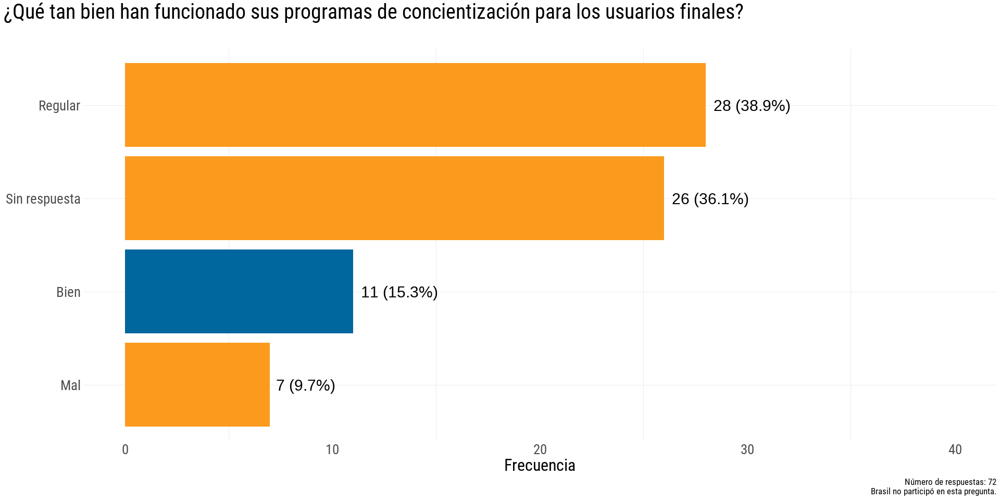 ¿Qué tan bien han funcionado sus programas de concientización para los usuarios finales?
Regular
28 (38.9%)
Sin respuesta
26 (36.1%)
Bien
11 (15.3%)
Mal
7 (9.7%)
0 10 20 30 40
Frecuencia
Número de respuestas: 72
Brasil no participó en esta pregunta.